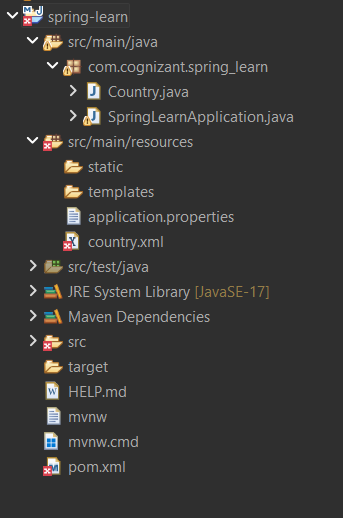 spring-learn
src/main/java
com.cognizant.spring_learn
Country.java
SpringLearnApplication.java
src/main/resources
static
templates
application.properties
country.xml
src/test/java
JRE System Library [JavaSE-17]
Maven Dependencies
src
target
HELP.md
mvnw
mvnw.cmd
pom.xml